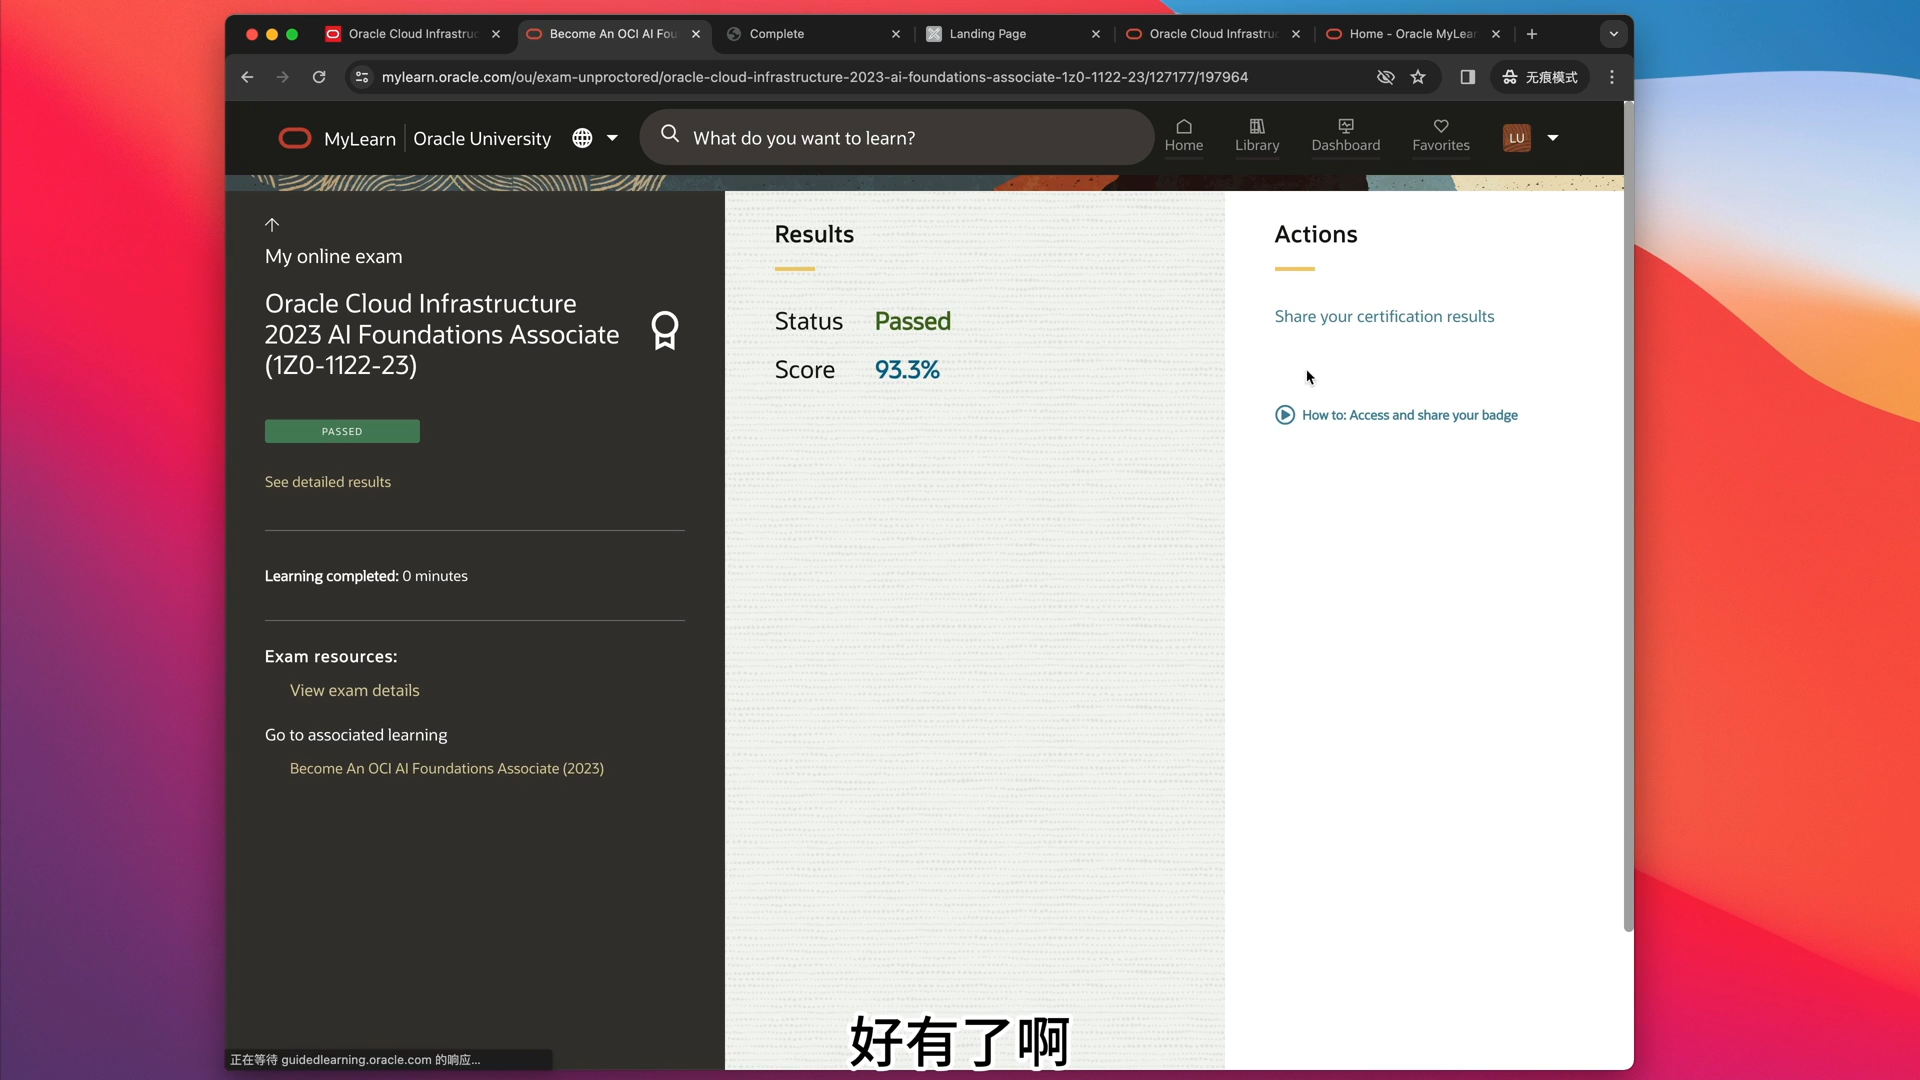 Oracle Cloud Infrastruc
Become An OCI AI Fou
Complete
Landing Page
Oracle Cloud Infrastru
Home - Oracle MyLear
mylearn.oracle.com/ou/exam-unproctored/oracle-cloud-infrastructure-2023-ai-foundations-associate-1z0-1122-23/127177/197964
无痕模式
MyLearn
Oracle University
What do you want to learn?
Home
Library
Dashboard
Favorites
LU
My online exam
Oracle Cloud Infrastructure
2023 AI Foundations Associate
(1Z0-1122-23)
PASSED
See detailed results
Learning completed: 0 minutes
Exam resources:
View exam details
Go to associated learning
Become An OCI AI Foundations Associate (2023)
Results
Status Passed
Score 93.3%
Actions
Share your certification results
How to: Access and share your badge
好有了啊
正在等待 guidedlearning.oracle.com 的响应...